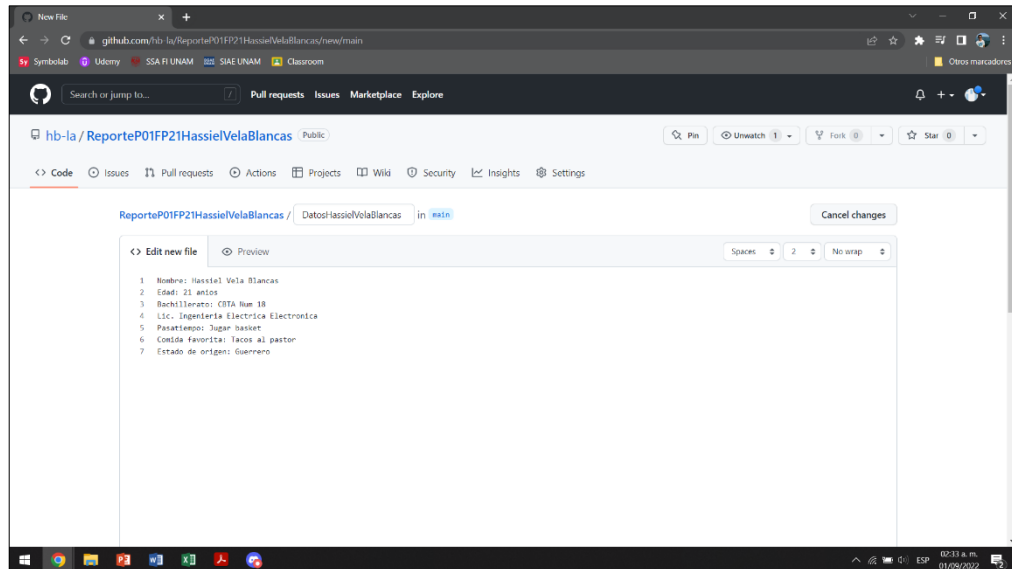 New File
github.com/hb-la/ReporteP01FP21HassielVelaBlancas/new/main
Sy Symbolab Udemy SSA FI UNAM SIAE UNAM Classroom Otros marcadores
Search or jump to... / Pull requests Issues Marketplace Explore
hb-la / ReporteP01FP21HassielVelaBlancas Public Pin Unwatch 1 Fork 0 Star 0
<> Code Issues Pull requests Actions Projects Wiki Security Insights Settings
ReporteP01FP21HassielVelaBlancas / DatosHassielVelaBlancas in main Cancel changes
<> Edit new file Preview Spaces 2 No wrap
1 Nombre: Hassiel Vela Blancas
2 Edad: 21 anios
3 Bachillerato: CBTA Num 18
4 Lic. Ingenieria Electrica Electronica
5 Pasatiempo: Jugar basket
6 Comida favorita: Tacos al pastor
7 Estado de origen: Guerrero
ESP 02:33 a. m.
01/09/2022